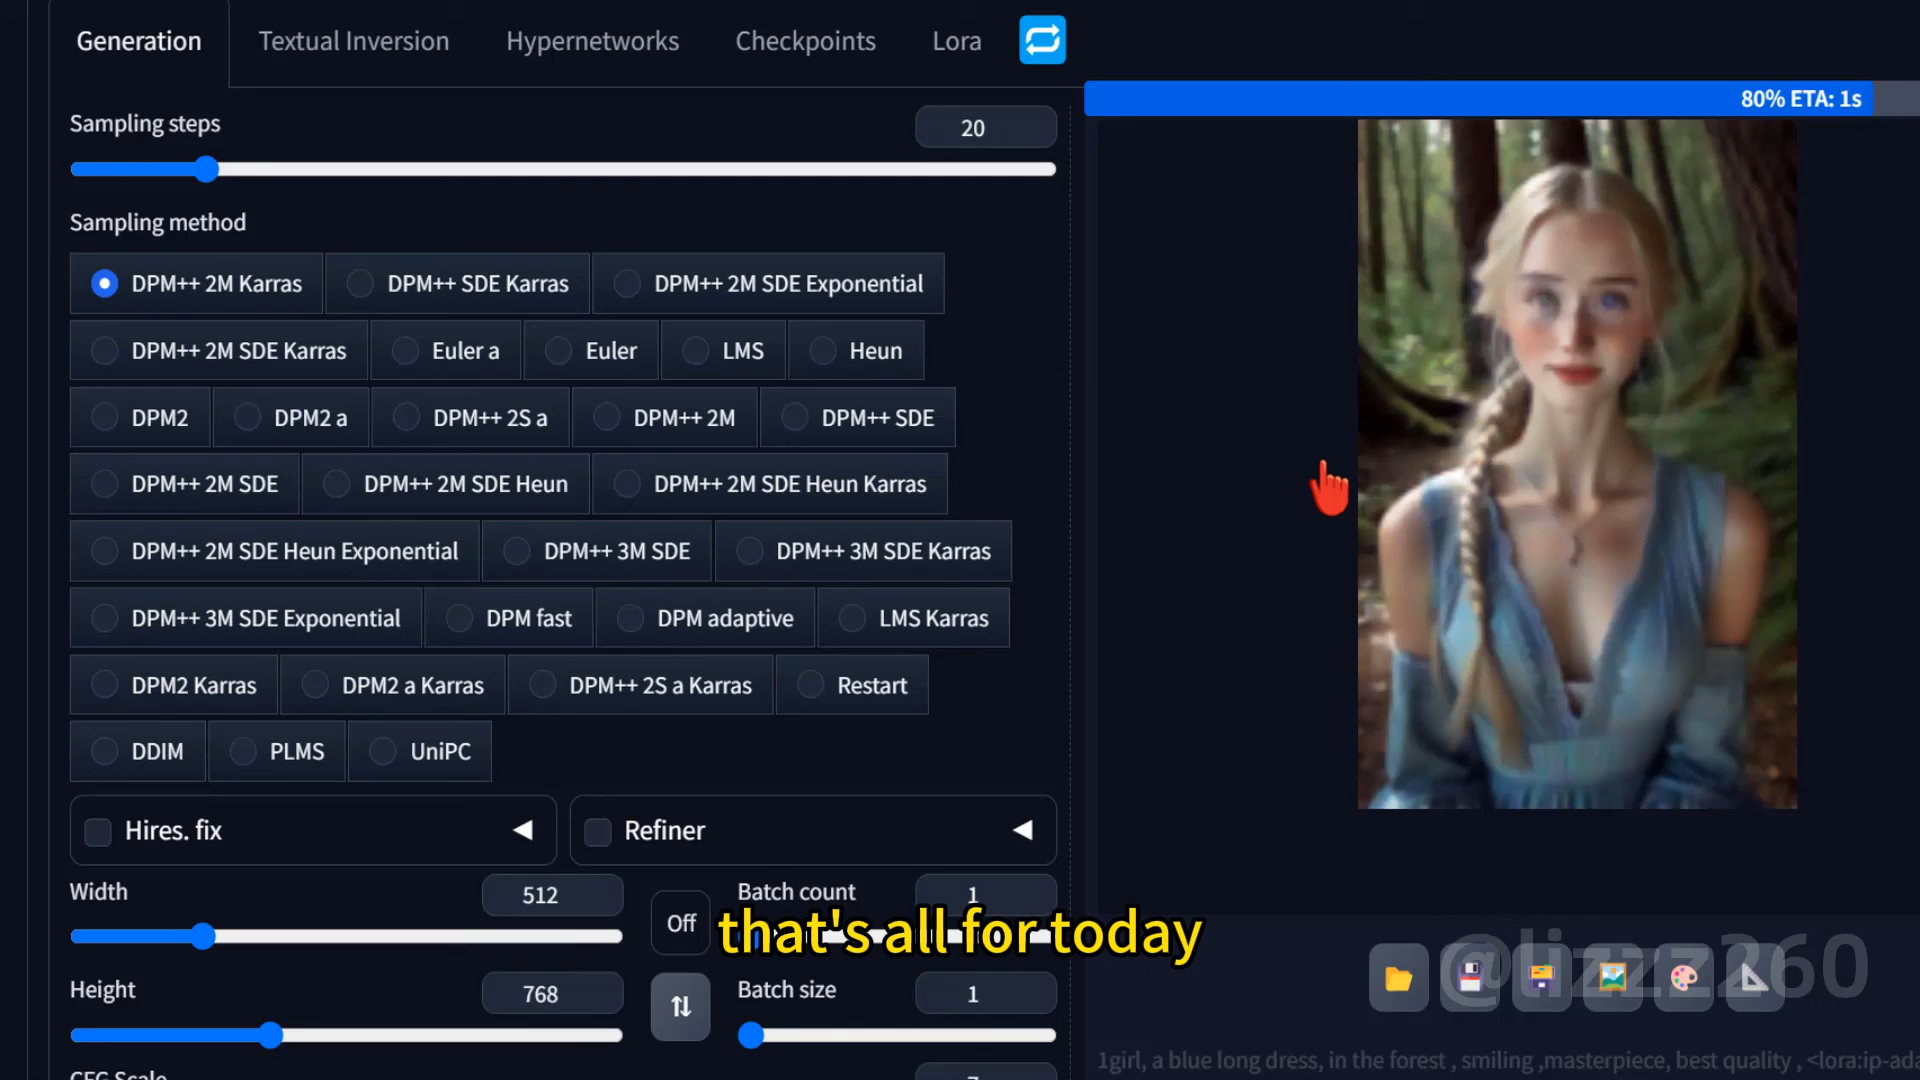 Generation Textual Inversion Hypernetworks Checkpoints Lora
80% ETA: 1s
Sampling steps 20
Sampling method
DPM++ 2M Karras DPM++ SDE Karras DPM++ 2M SDE Exponential
DPM++ 2M SDE Karras Euler a Euler LMS Heun
DPM2 DPM2 a DPM++ 2S a DPM++ 2M DPM++ SDE
DPM++ 2M SDE DPM++ 2M SDE Heun DPM++ 2M SDE Heun Karras
DPM++ 2M SDE Heun Exponential DPM++ 3M SDE DPM++ 3M SDE Karras
DPM++ 3M SDE Exponential DPM fast DPM adaptive LMS Karras
DPM2 Karras DPM2 a Karras DPM++ 2S a Karras Restart
DDIM PLMS UniPC
Hires. fix Refiner
Width 512 Off Batch count 1
that's all for today
@lizzz260
Height 768 Batch size 1
1girl, a blue long dress, in the forest , smiling ,masterpiece, best quality , <lora:ip-ada
CFG Scale 7